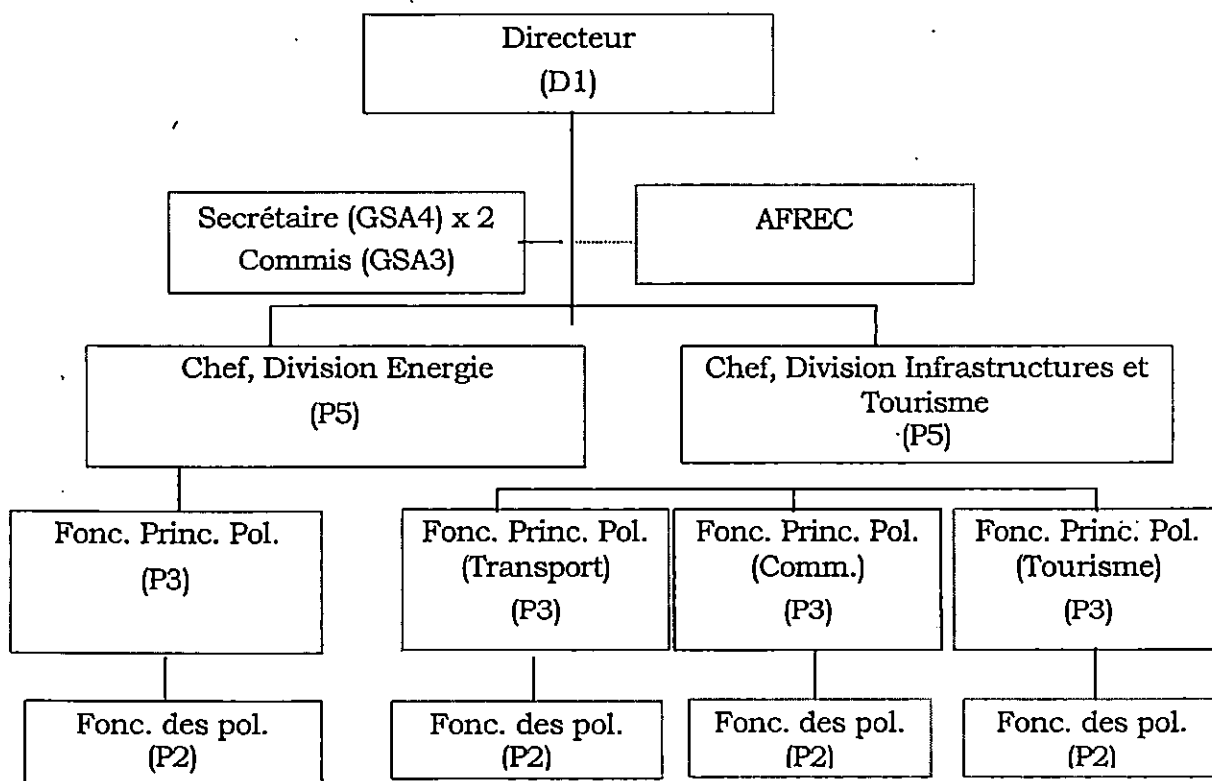 Directeur
(D1)
Secrétaire (GSA4) x 2
Commis (GSA3)
AFREC
Chef, Division Energie
(P5)
Chef, Division Infrastructures et
Tourisme
(P5)
Fonc. Princ. Pol.
(P3)
Fonc. Princ. Pol.
(Transport)
(P3)
Fonc. Princ. Pol.
(Comm.)
(P3)
Fonc. Princ. Pol.
(Tourisme)
(P3)
Fonc. des pol.
(P2)
Fonc. des pol.
(P2)
Fonc. des pol.
(P2)
Fonc. des pol.
(P2)